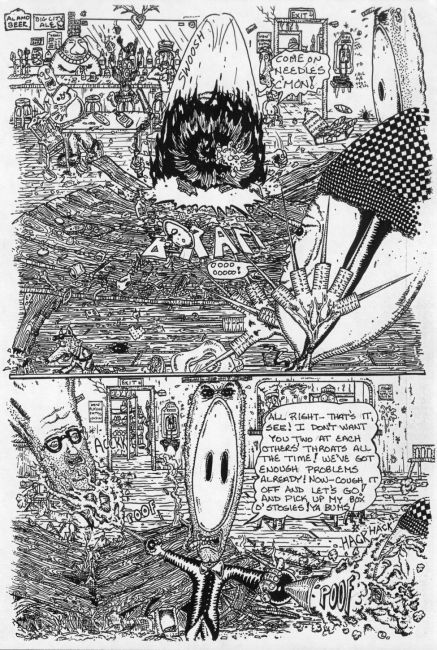 ALAMO
BEER
BIG CITY
ALES
EXIT
SWOOSH
COME ON
NEEDLES
C'MON!
OOOO
OOOOO!
EXIT
ALL RIGHT - THAT'S IT,
SEE! I DON'T WANT
YOU TWO AT EACH
OTHERS' THROATS ALL
THE TIME! WE'VE GOT
ENOUGH PROBLEMS
ALREADY! NOW - COUGH IT
OFF AND LET'S GO!
AND PICK UP MY BOX
O' STOGIES! YA BUMS
POOF
HACK HACK
POOF